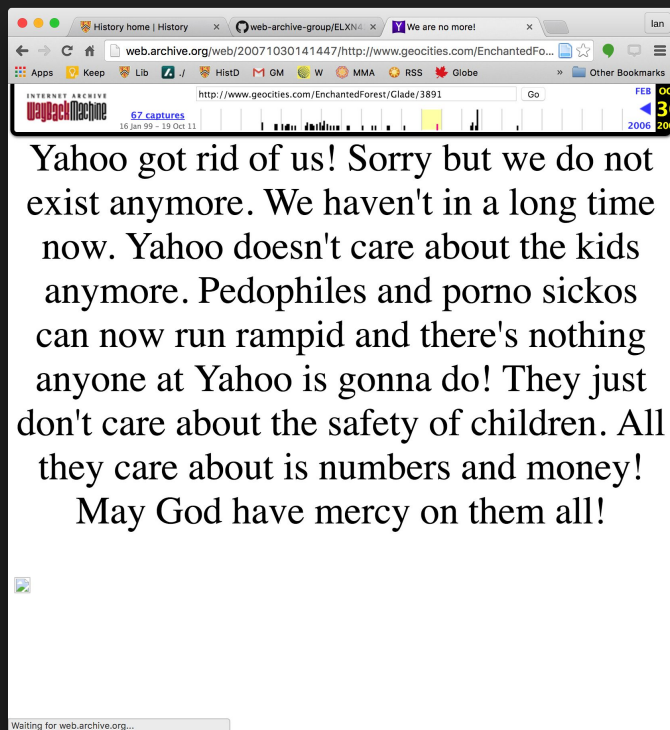 History home | History
web-archive-group/ELXN4
We are no more!
Ian
web.archive.org/web/20071030141447/http://www.geocities.com/EnchantedFo...
Apps Keep Lib ./ HistD GM GM W MMA RSS Globe » Other Bookmarks
INTERNET ARCHIVE
WayBackMachine
http://www.geocities.com/EnchantedForest/Glade/3891 Go
67 captures
16 Jan 99 - 19 Oct 11
FEB
2006
Yahoo got rid of us! Sorry but we do not
exist anymore. We haven't in a long time
now. Yahoo doesn't care about the kids
anymore. Pedophiles and porno sickos
can now run rampid and there's nothing
anyone at Yahoo is gonna do! They just
don't care about the safety of children. All
they care about is numbers and money!
May God have mercy on them all!
Waiting for web.archive.org...